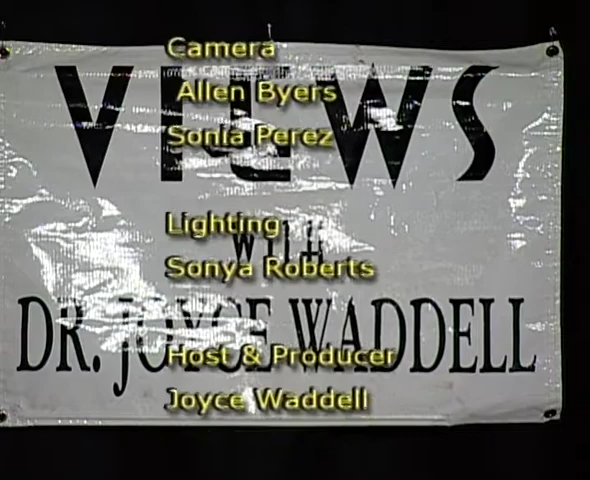 Camera
VIEWS
Allen Byers
Sonia Perez
Lighting
WITH
Sonya Roberts
DR. JOYCE WADDELL
Host & Producer
Joyce Waddell